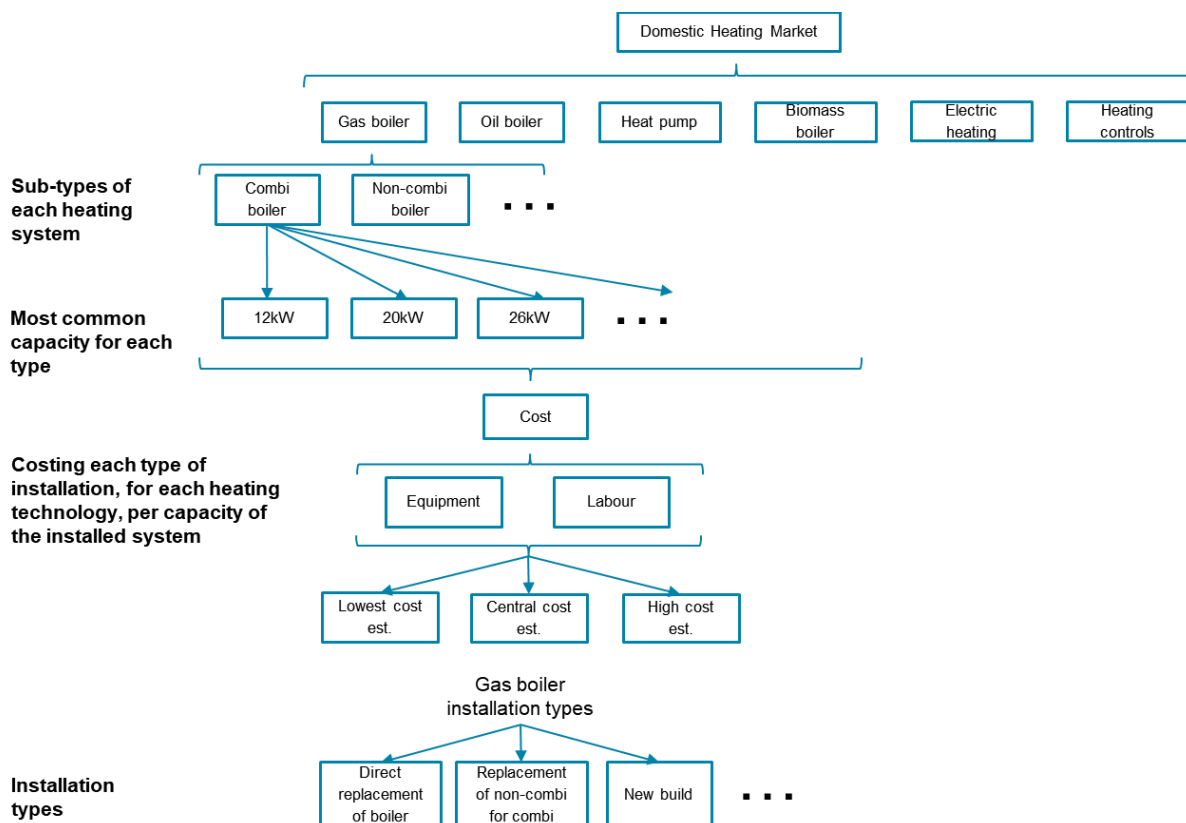 Domestic Heating Market
Gas boiler
Oil boiler
Heat pump
Biomass
boiler
Electric
heating
Heating
controls
Sub-types of
each heating
system
Combi
boiler
Non-combi
boiler
. . .
Most common
capacity for each
type
12kW
20kW
26kW
. . .
Cost
Costing each type of
installation, for each heating
technology, per capacity of
the installed system
Equipment
Labour
Lowest cost
est.
Central cost
est.
High cost
est.
Gas boiler
installation types
Installation
types
Direct
replacement
of boiler
Replacement
of non-combi
for combi
New build
. . .